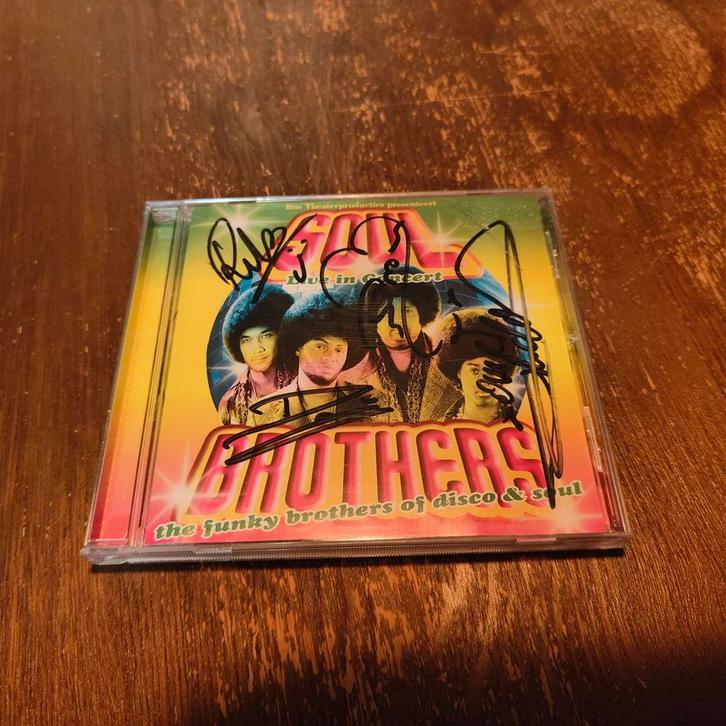 Bos Theaterproducties presenteert
SOUL
Live in Concert
BROTHERS
the funky brothers of disco & soul